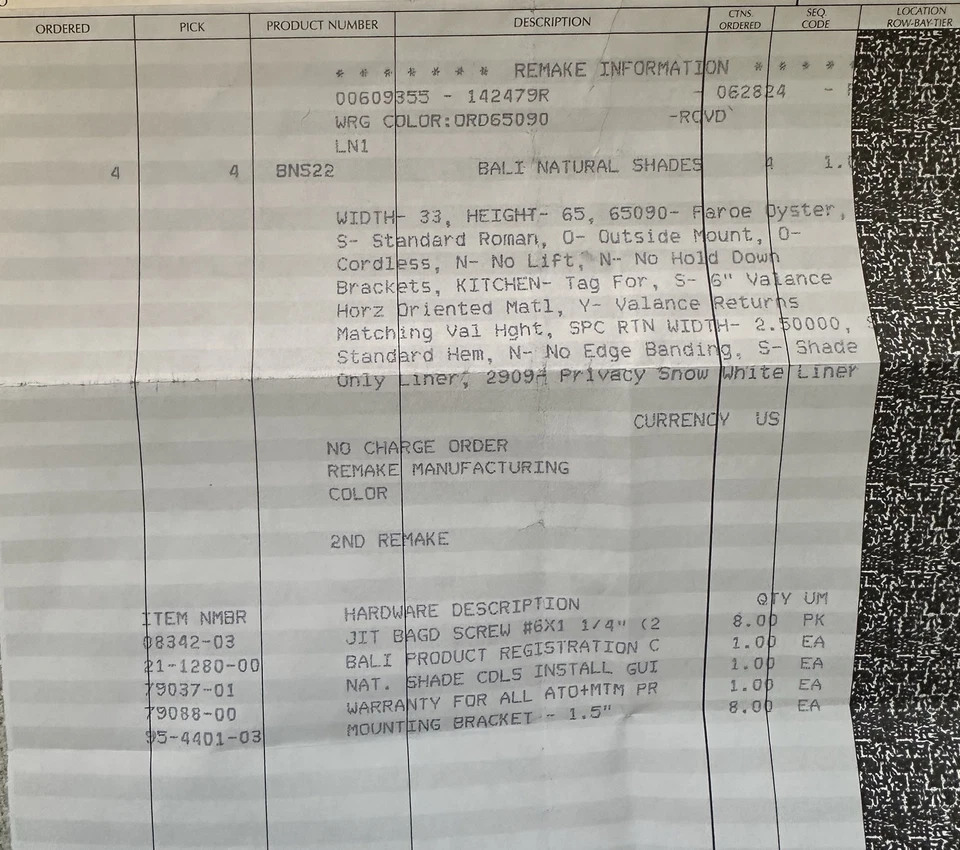 ORDERED PICK PRODUCT NUMBER DESCRIPTION CTNS. ORDERED SEQ. CODE LOCATION ROW-BAY-TIER
* * * * * * * REMAKE INFORMATION * * * * *
00609355 - 142479R - 062824 -
WRG COLOR:ORD65090 -RCVD`
LN1
4 4 BNS22 BALI NATURAL SHADES 4
WIDTH- 33, HEIGHT- 65, 65090- Faroe Oyster,
S- Standard Roman, O- Outside Mount, O-
Cordless, N- No Lift, N- No Hold Down
Brackets, KITCHEN- Tag For, S- 6" Valance
Horz Oriented Matl, Y- Valance Returns
Matching Val Hght, SPC RTN WIDTH- 2.50000,
Standard Hem, N- No Edge Banding, S- Shade
Only Liner, 2909A Privacy Snow White Liner
CURRENCY US
NO CHARGE ORDER
REMAKE MANUFACTURING
COLOR
2ND REMAKE
ITEM NMBR HARDWARE DESCRIPTION QTY UM
08342-03 JIT BAGD SCREW #6X1 1/4" (2 8.00 PK
21-1280-00 BALI PRODUCT REGISTRATION C 1.00 EA
79037-01 NAT. SHADE CDLS INSTALL GUI 1.00 EA
79088-00 WARRANTY FOR ALL ATO+MTM PR 1.00 EA
95-4401-03 MOUNTING BRACKET - 1.5" 8.00 EA